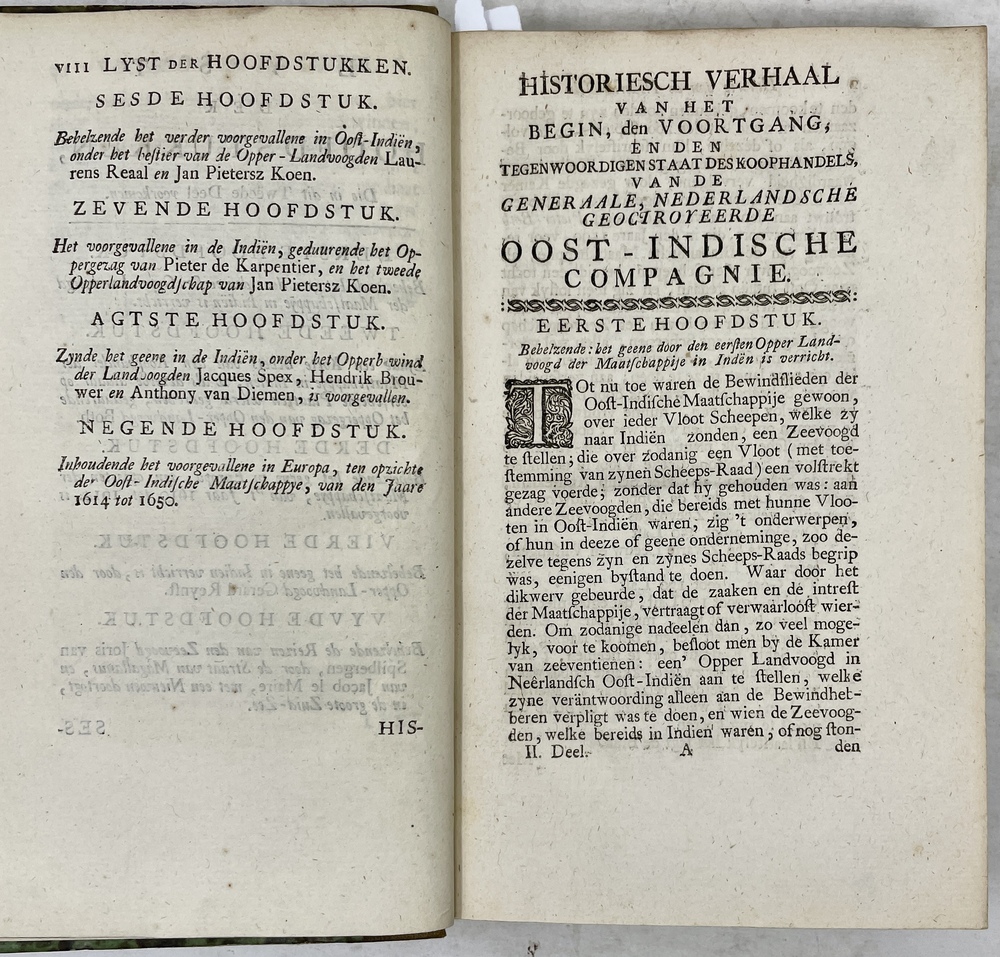 VIII LYST DER HOOFDSTUKKEN.
SESDE HOOFDSTUK.
Behelzende het verder voorgevallene in Oost-Indiën,
onder het bestier van de Opper-Landvoogden Lau-
rens Reaal en Jan Pietersz Koen.
ZEVENDE HOOFDSTUK.
Het voorgevallene in de Indiën, geduurende het Op-
pergezag van Pieter de Karpentier, en het tweede
Opperlandvoogdschap van Jan Pietersz Koen.
AGTSTE HOOFDSTUK.
Zynde het geene in de Indiën, onder het Opperbewind
der Landvoogden Jacques Spex, Hendrik Brou-
wer en Anthony van Diemen, is voorgevallen.
NEGENDE HOOFDSTUK.
Inhoudende het voorgevallene in Europa, ten opzichte
der Oost-Indische Maatschappye, van den Jaare
1614 tot 1650.
HIS-
HISTORIESCH VERHAAL
VAN HET
BEGIN, den VOORTGANG,
EN DEN
TEGENWOORDIGEN STAAT DES KOOPHANDELS,
VAN DE
GENERAALE, NEDERLANDSCHE
GEOCTROYEERDE
OOST-INDISCHE
COMPAGNIE.
EERSTE HOOFDSTUK.
Behelzende: het geene door den eersten Opper Land-
voogd der Maatschappije in Indën is verricht.
TOt nu toe waren de Bewindslieden der
Oost-Indische Maatschappije gewoon,
over ieder Vloot Scheepen, welke zy
naar Indiën zonden, een Zeevoogd
te stellen; die over zodanig een Vloot (met toe-
stemming van zynen Scheeps-Raad) een volstrekt
gezag voerde; zonder dat hy gehouden was: aan
andere Zeevoogden, die bereids met hunne Vloo-
ten in Oost-Indiën waren, zig 't onderwerpen,
of hun in deeze of geene onderneminge, zoo de-
zelve tegens zyn en zynes Scheeps-Raads begrip
was, eenigen bystand te doen. Waar door het
dikwerv gebeurde, dat de zaaken en de intrest
der Maatschappije, vertraagt of verwaarloost wier-
den. Om zodanige nadeelen dan, zo veel moge-
lyk, voor te koomen, besloot men by de Kamer
van zeeventienen: een' Opper Landvoogd in
Neêrlandsch Oost-Indiën aan te stellen, welke
zyne verántwoording alleen aan de Bewindheb-
beren verpligt was te doen, en wien de Zeevoog-
den, welke bereids in Indien waren, of nog ston-
II. Deel. A den